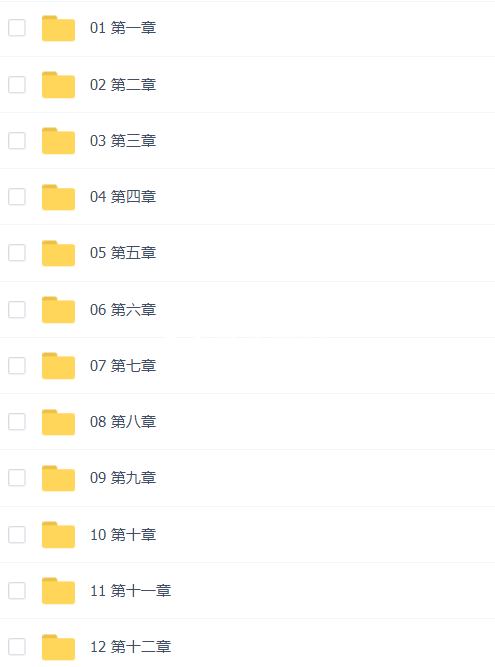 01 第一章
02 第二章
03 第三章
04 第四章
05 第五章
06 第六章
07 第七章
08 第八章
09 第九章
10 第十章
11 第十一章
12 第十二章